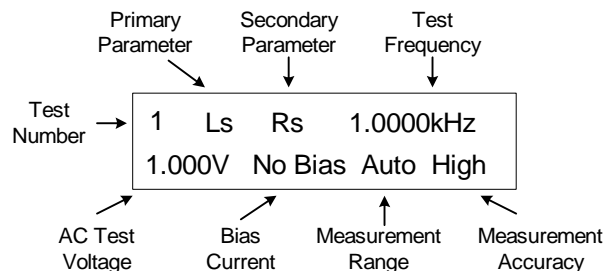 Primary Parameter
Secondary Parameter
Test Frequency
Test Number
1 Ls Rs 1.0000kHz
1.000V No Bias Auto High
AC Test Voltage
Bias Current
Measurement Range
Measurement Accuracy